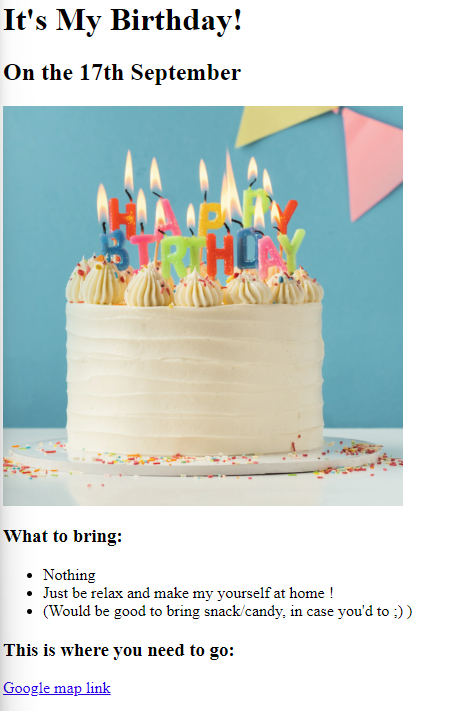 It's My Birthday!
On the 17th September
HAPPY
BIRTHDAY
What to bring:
Nothing
Just be relax and make my yourself at home !
(Would be good to bring snack/candy, in case you'd to ;) )
This is where you need to go:
Google map link